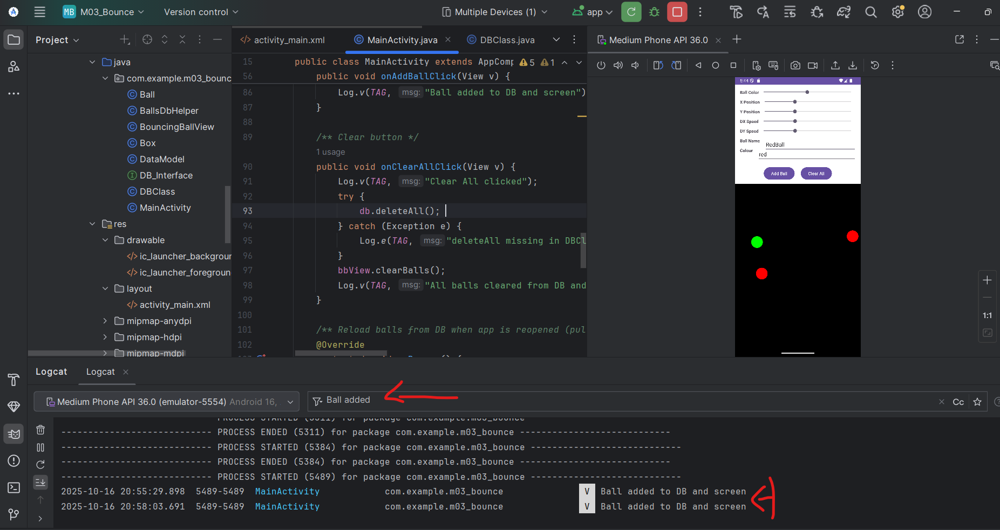 MB M03_Bounce Version control Multiple Devices (1) app
Project
activity_main.xml MainActivity.java DBClass.java
Medium Phone API 36.0
java
com.example.m03_bounc
Ball
BallsDbHelper
BouncingBallView
Box
DataModel
DB_Interface
DBClass
MainActivity
res
drawable
ic_launcher_backgroun
ic_launcher_foregroun
layout
activity_main.xml
mipmap-anydpi
mipmap-hdpi
mipmap-mdpi
15 public class MainActivity extends AppComp 5 1
56 public void onAddBallClick(View v) {
86 Log.v(TAG, msg: "Ball added to DB and screen")
87 }
88
89 /** Clear button */
1 usage
90 public void onClearAllClick(View v) {
91 Log.v(TAG, msg: "Clear All clicked");
92 try {
93 db.deleteAll();
94 } catch (Exception e) {
95 Log.e(TAG, msg: "deleteAll missing in DBCl
96 }
97 bbView.clearBalls();
98 Log.v(TAG, msg: "All balls cleared from DB and
99 }
100
101 /** Reload balls from DB when app is reopened (pul
102 @Override
5:44
Ball Color
X Position
Y Position
DX Speed
DY Speed
Ball Name RedBall
Colour red
Add Ball Clear All
1:1
Logcat Logcat
Medium Phone API 36.0 (emulator-5554) Android 16, Ball added Cc
PROCESS STARTED (5311) for package com.example.m03_bounce
---------------------------- PROCESS ENDED (5311) for package com.example.m03_bounce ----------------------------
---------------------------- PROCESS STARTED (5384) for package com.example.m03_bounce ----------------------------
---------------------------- PROCESS ENDED (5384) for package com.example.m03_bounce ----------------------------
---------------------------- PROCESS STARTED (5489) for package com.example.m03_bounce ----------------------------
2025-10-16 20:55:29.898 5489-5489 MainActivity com.example.m03_bounce V Ball added to DB and screen
2025-10-16 20:58:03.691 5489-5489 MainActivity com.example.m03_bounce V Ball added to DB and screen